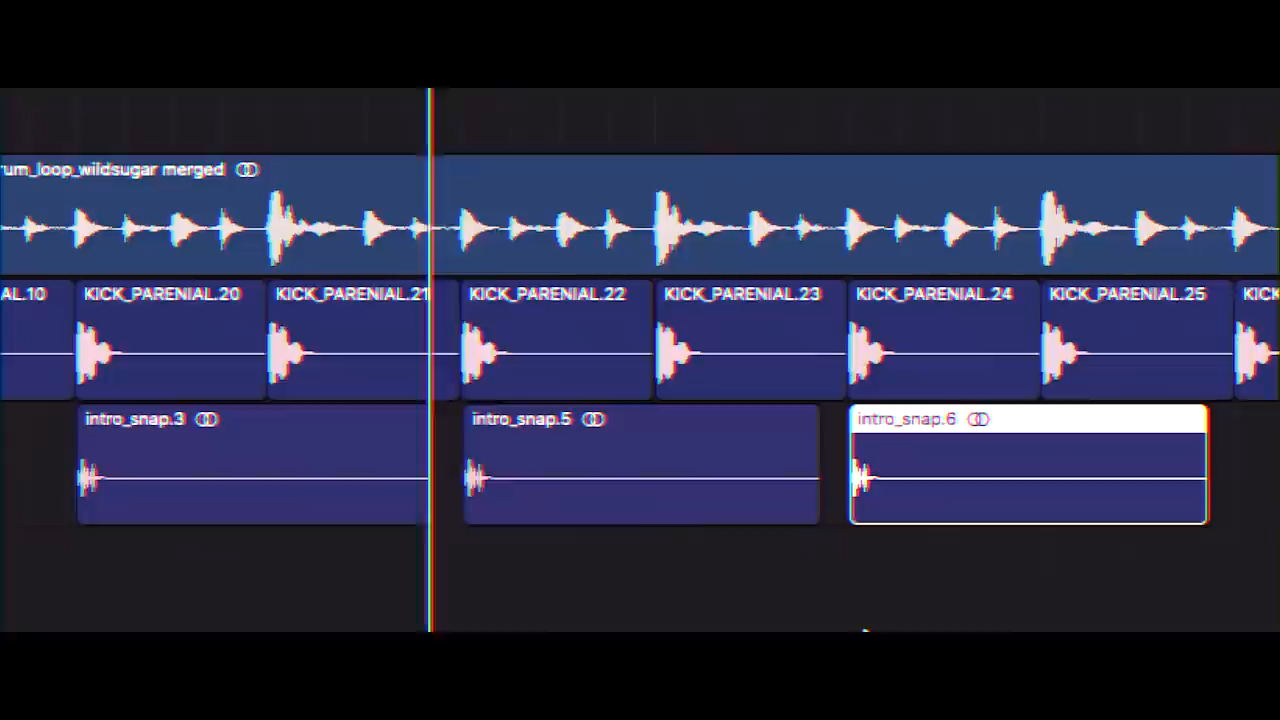 rum_loop_wildsugar merged
AL.10 KICK_PARENIAL.20 KICK_PARENIAL.21 KICK_PARENIAL.22 KICK_PARENIAL.23 KICK_PARENIAL.24 KICK_PARENIAL.25 KICK
intro_snap.3 intro_snap.5 intro_snap.6